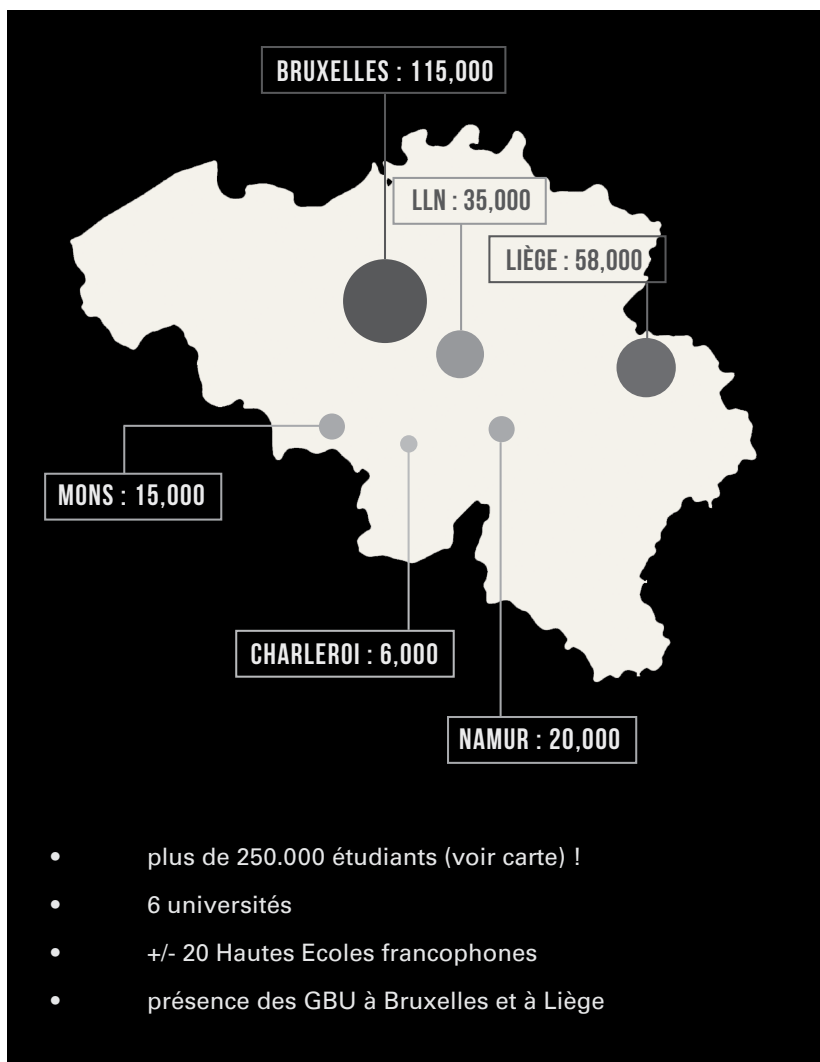 BRUXELLES : 115,000
LLN : 35,000
LIÈGE : 58,000
MONS : 15,000
CHARLEROI : 6,000
NAMUR : 20,000
• plus de 250.000 étudiants (voir carte) !
• 6 universités
• +/- 20 Hautes Ecoles francophones
• présence des GBU à Bruxelles et à Liège